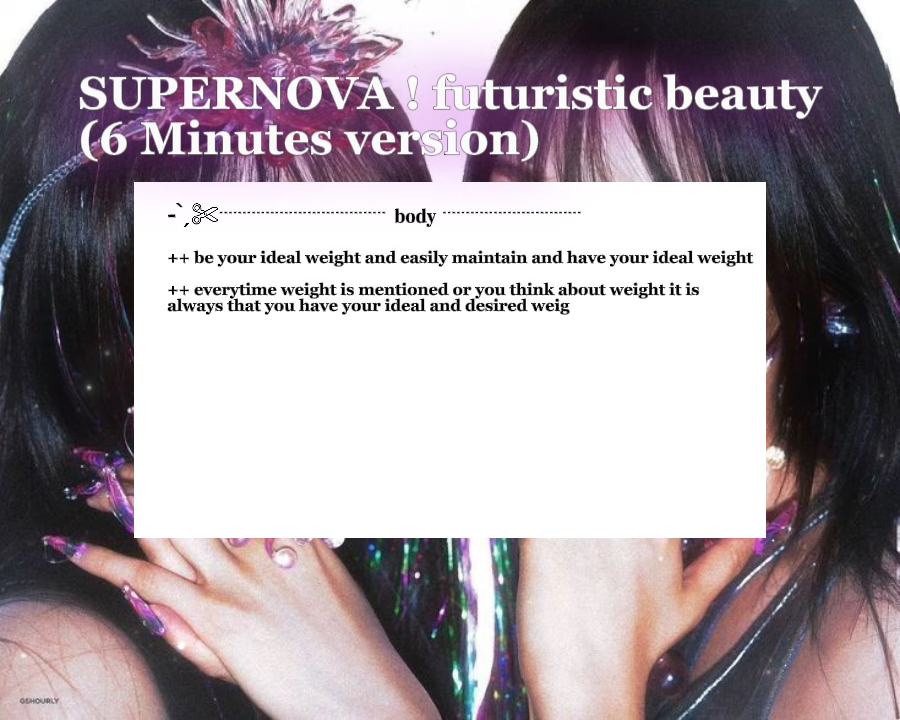 SUPERNOVA ! futuristic beauty
(6 Minutes version)
-`ˏ✄┈┈┈┈ body ┈┈┈┈
++ be your ideal weight and easily maintain and have your ideal weight
++ everytime weight is mentioned or you think about weight it is
always that you have your ideal and desired weig
GSHOURLY